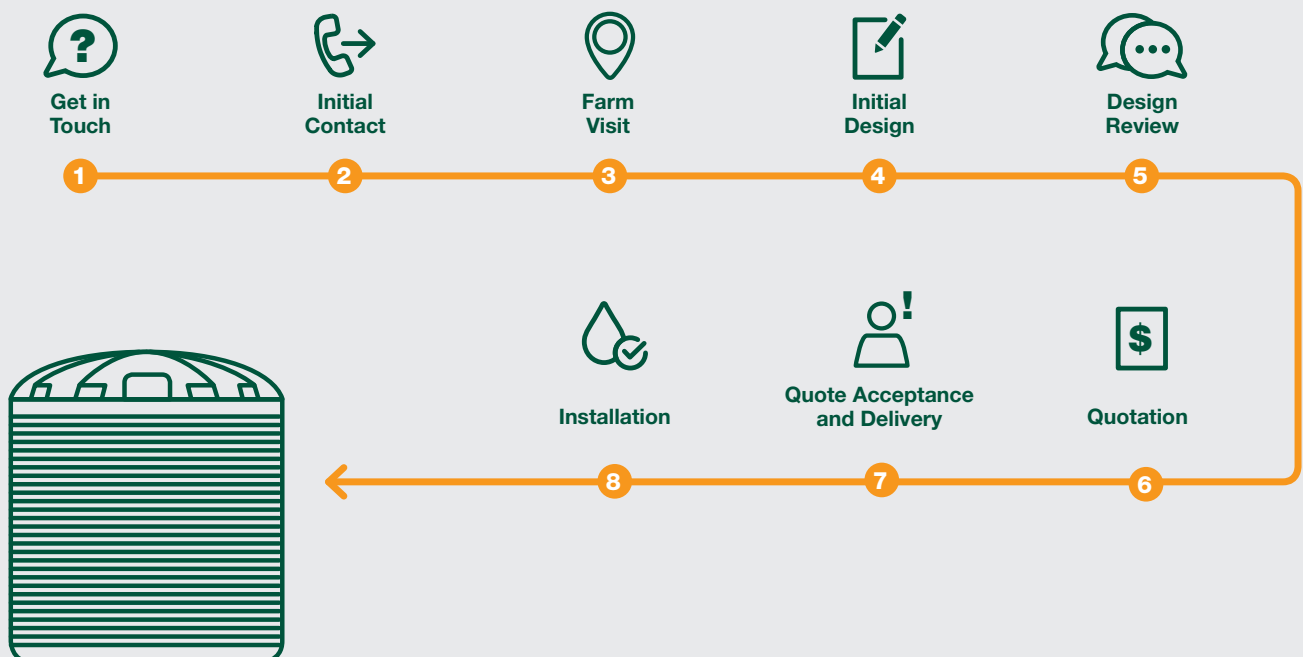 ?
Get in
Touch
1
Initial
Contact
2
Farm
Visit
3
Initial
Design
4
Design
Review
5
$
Quotation
6
!
Quote Acceptance
and Delivery
7
Installation
8